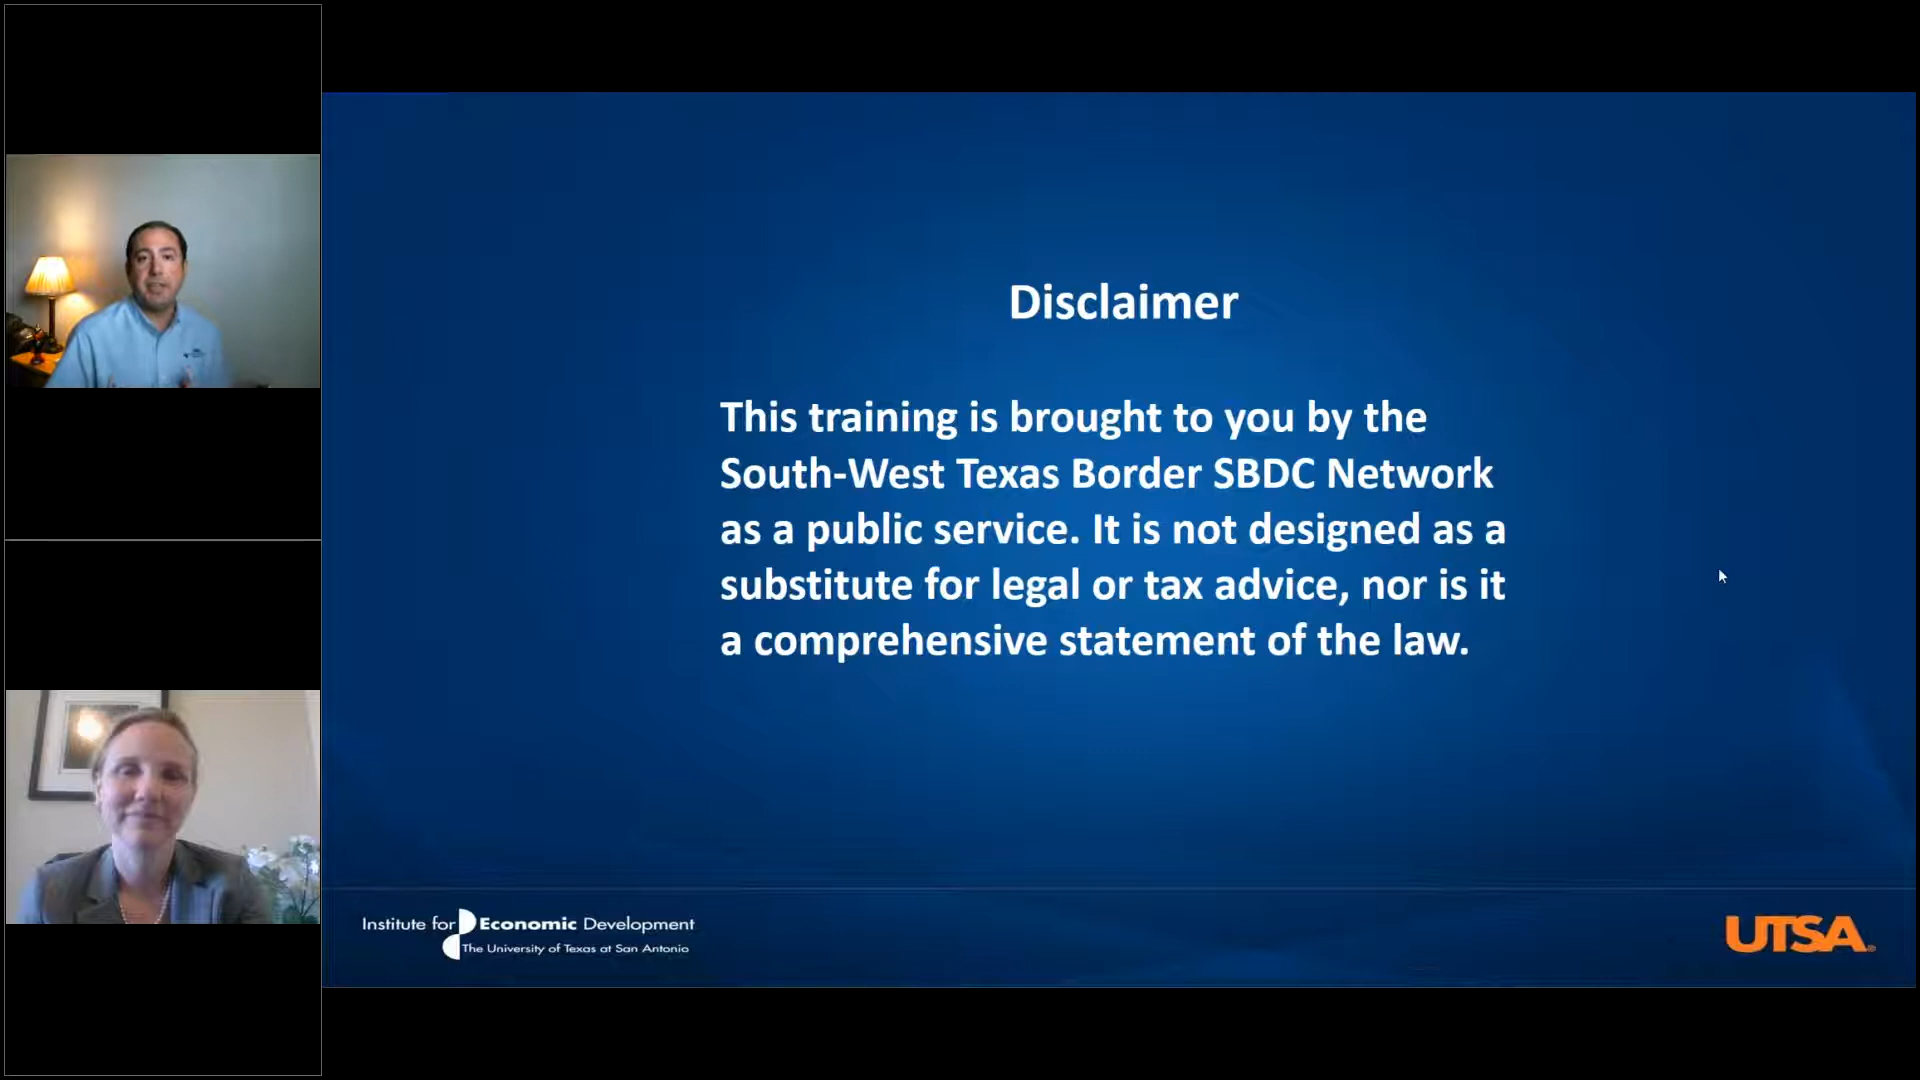 Disclaimer
This training is brought to you by the
South-West Texas Border SBDC Network
as a public service. It is not designed as a
substitute for legal or tax advice, nor is it
a comprehensive statement of the law.
Institute for Economic Development
The University of Texas at San Antonio
UTSA®